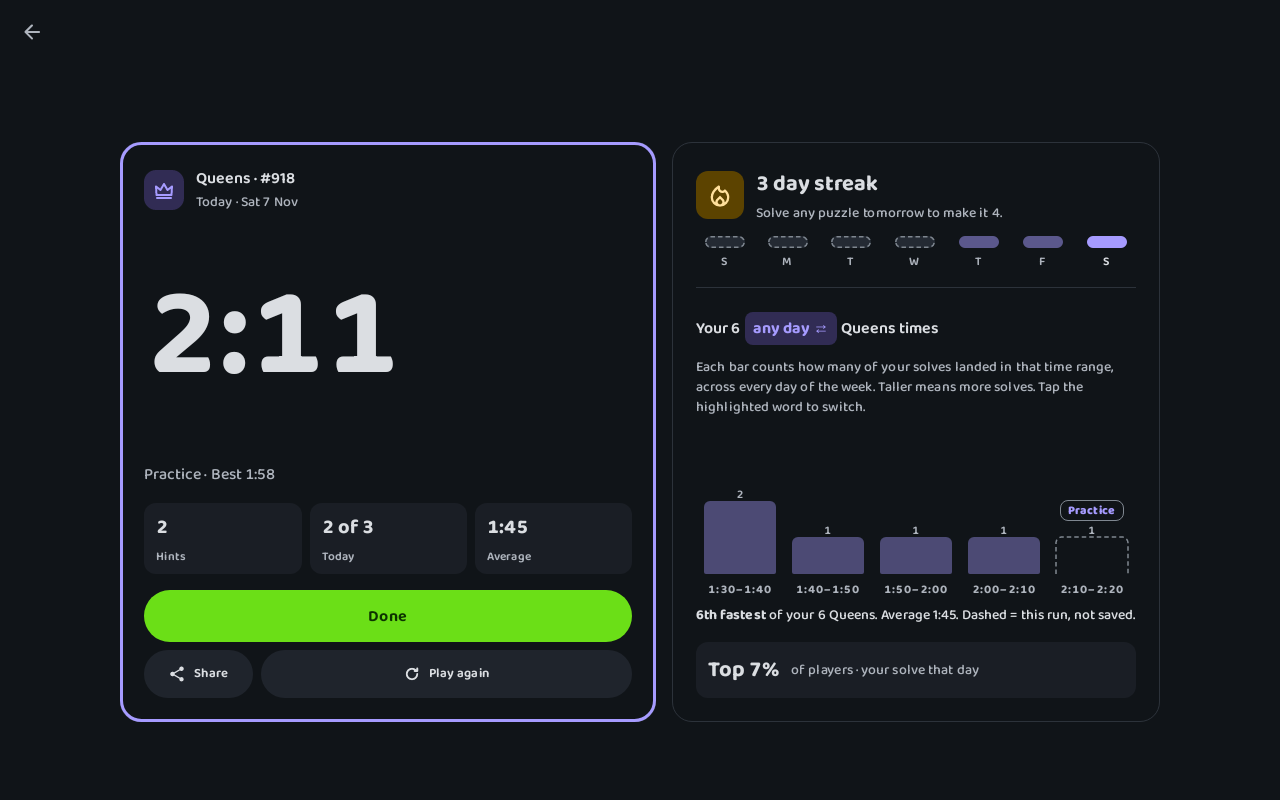 Queens · #918
Today · Sat 7 Nov
2:11
Practice · Best 1:58
2
Hints
2 of 3
Today
1:45
Average
Done
Share
Play again
3 day streak
Solve any puzzle tomorrow to make it 4.
S M T W T F S
Your 6 any day Queens times
Each bar counts how many of your solves landed in that time range,
across every day of the week. Taller means more solves. Tap the
highlighted word to switch.
Practice
2 1 1 1 1
1:30–1:40 1:40–1:50 1:50–2:00 2:00–2:10 2:10–2:20
6th fastest of your 6 Queens. Average 1:45. Dashed = this run, not saved.
Top 7% of players · your solve that day